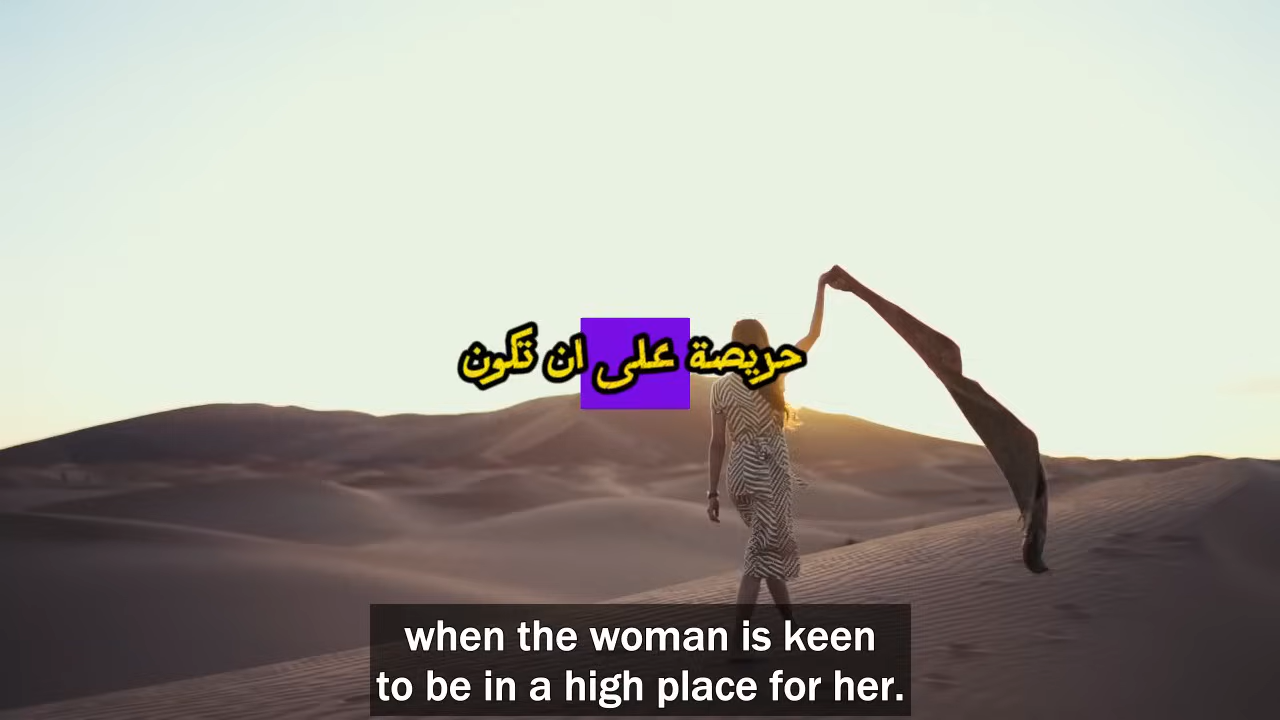 حريصة على ان تكون
when the woman is keen
to be in a high place for her.